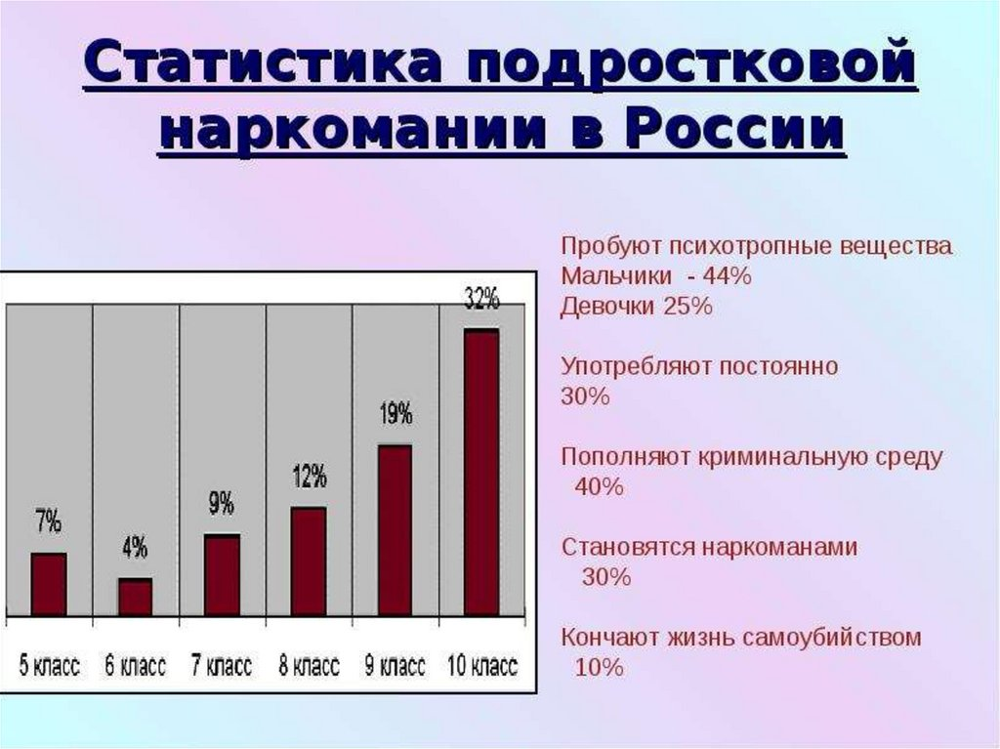 Статистика подростковой
наркомании в России
Пробуют психотропные вещества
Мальчики - 44%
Девочки 25%
Употребляют постоянно
30%
Пополняют криминальную среду
40%
Становятся наркоманами
30%
Кончают жизнь самоубийством
10%
7%
4%
9%
12%
19%
32%
5 класс 6 класс 7 класс 8 класс 9 класс 10 класс